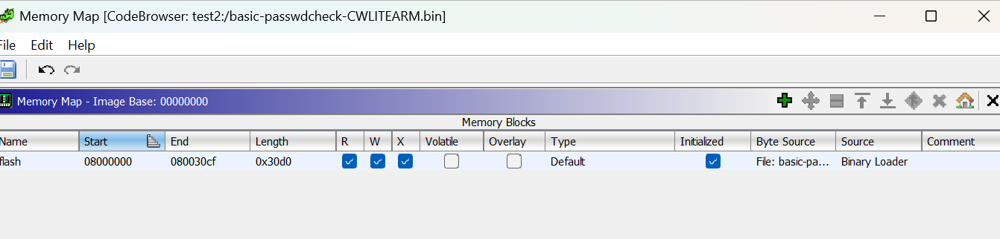 Memory Map [CodeBrowser: test2:/basic-passwdcheck-CWLITEARM.bin]
File Edit Help
Memory Map - Image Base: 00000000
Memory Blocks
Name Start End Length R W X Volatile Overlay Type Initialized Byte Source Source Comment
flash 08000000 080030cf 0x30d0 Default File: basic-pa... Binary Loader